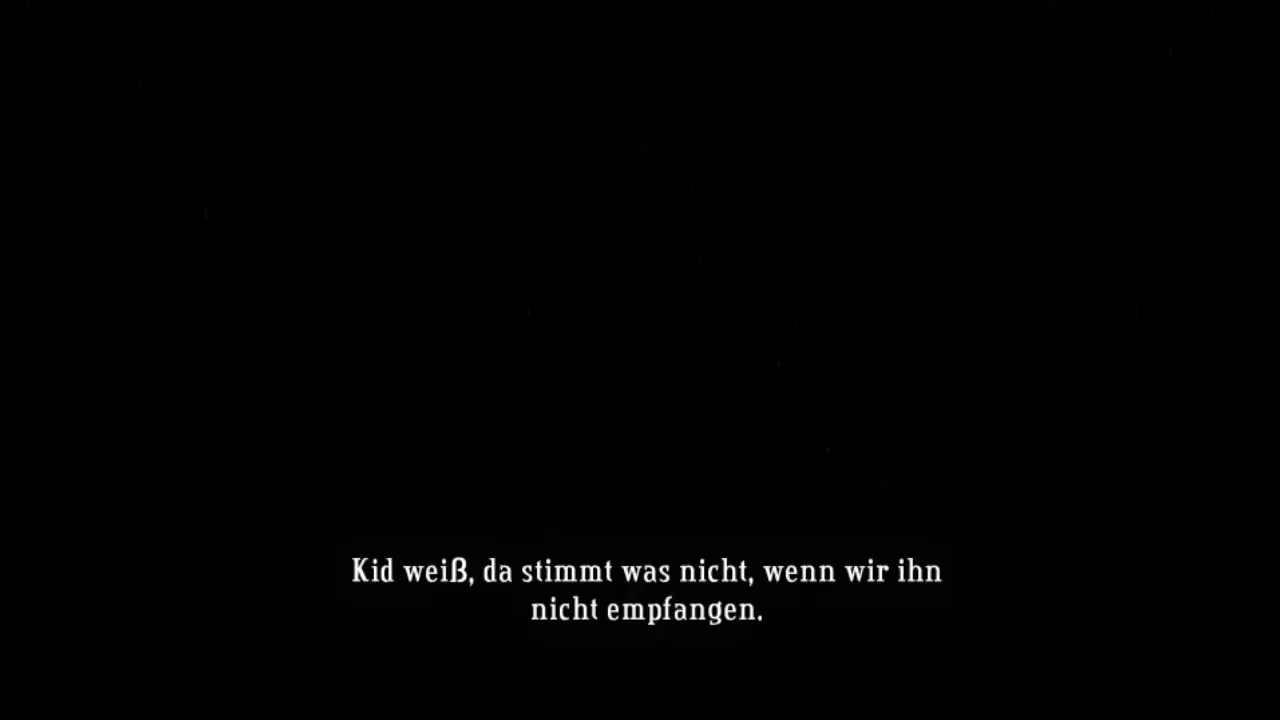 Kid weiß, da stimmt was nicht, wenn wir ihn
nicht empfangen.